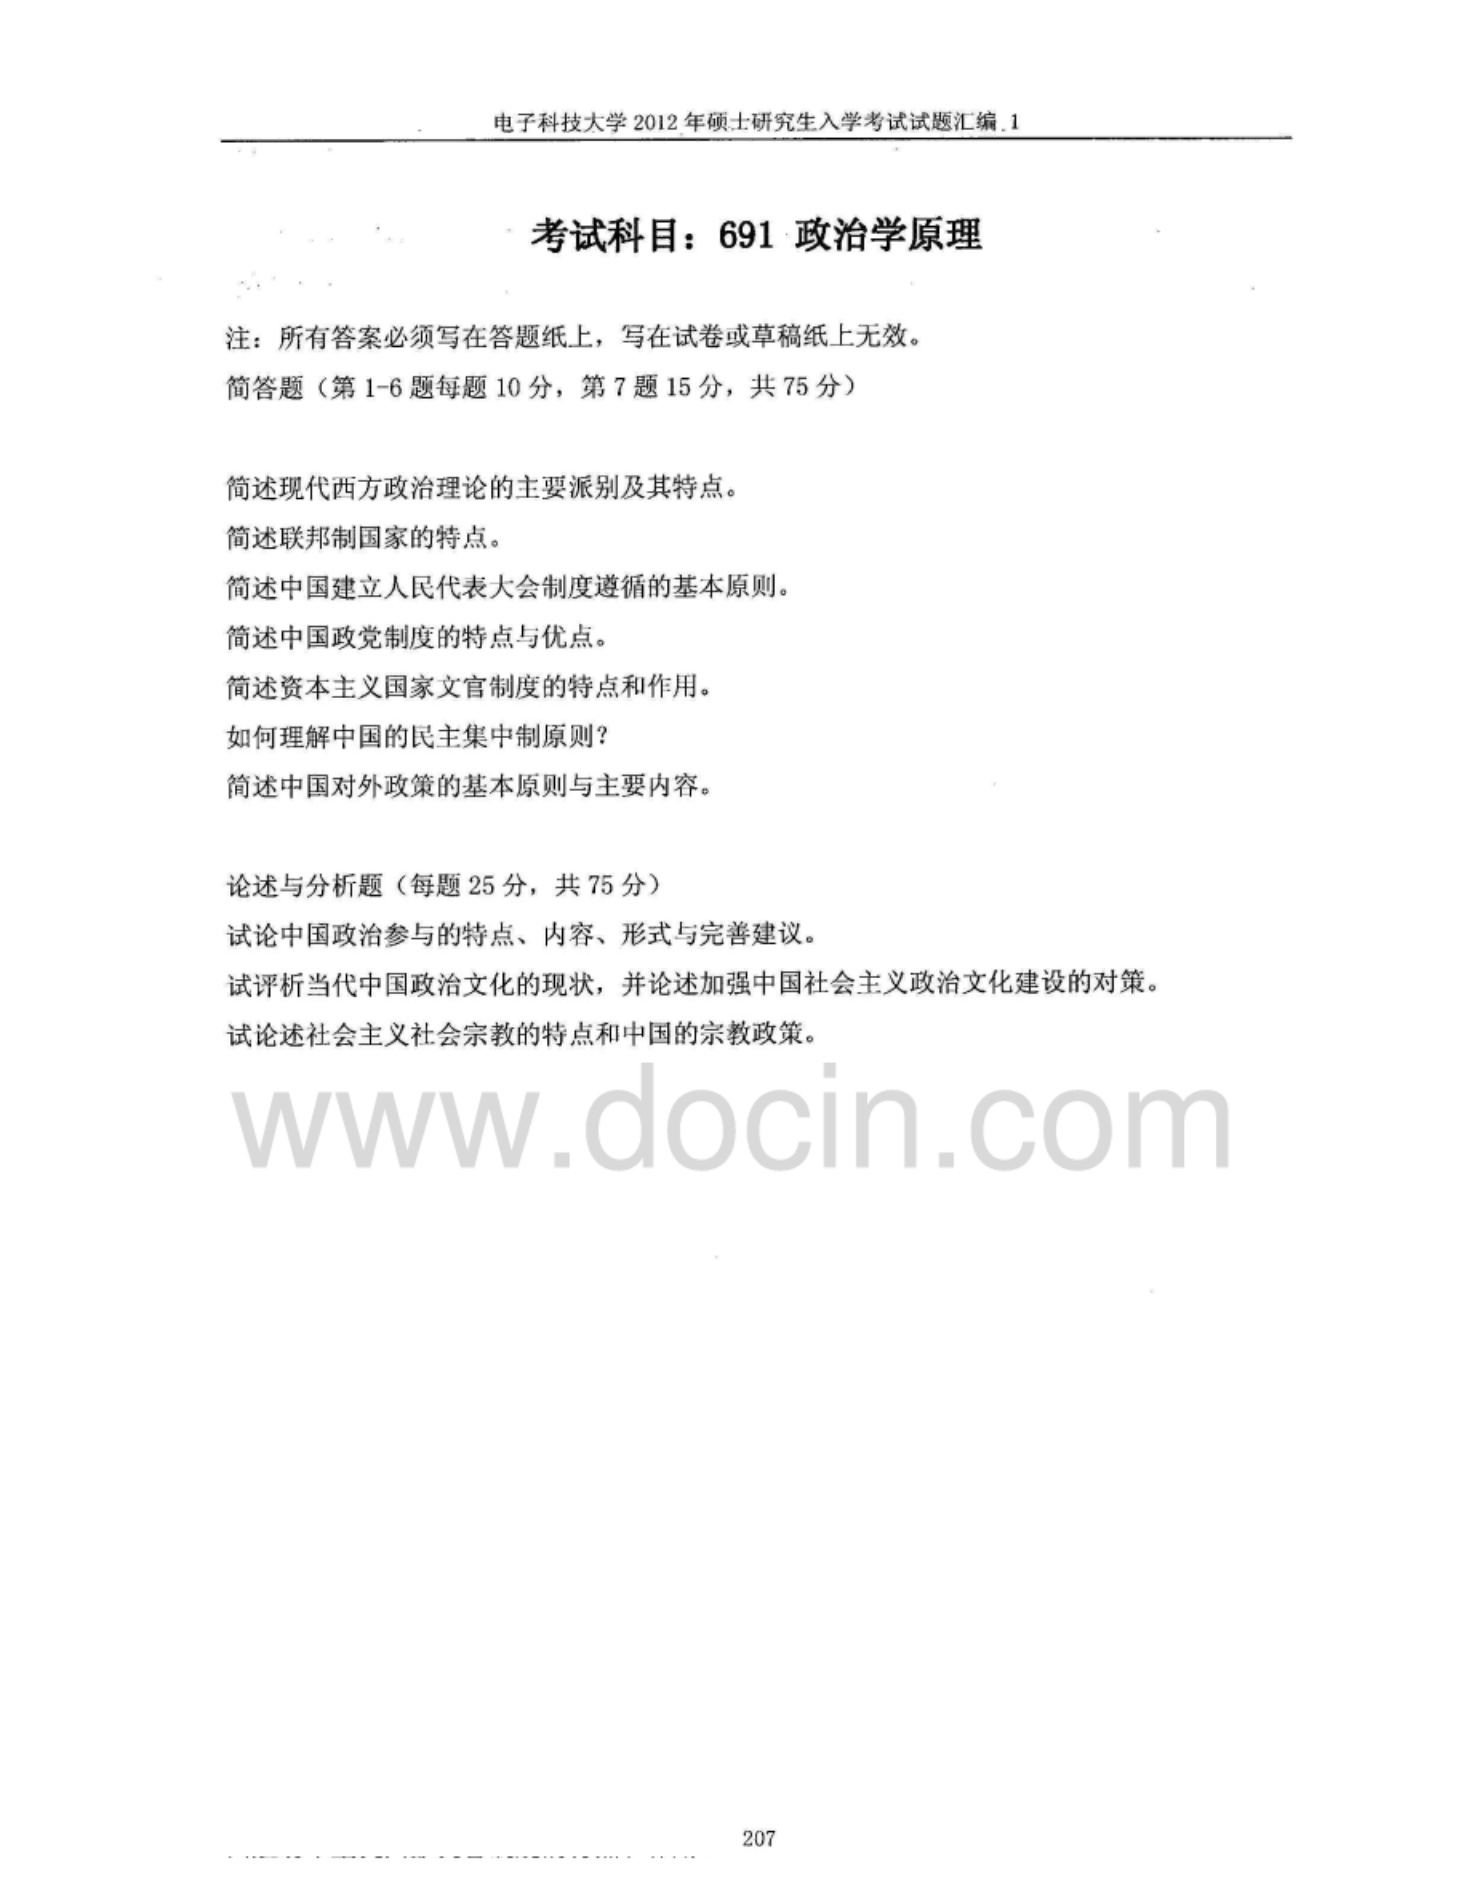 电子科技大学 2012 年硕士研究生入学考试试题汇编 1
考试科目：691 政治学原理
注：所有答案必须写在答题纸上，写在试卷或草稿纸上无效。
简答题（第 1-6 题每题 10 分，第 7 题 15 分，共 75 分）
简述现代西方政治理论的主要派别及其特点。
简述联邦制国家的特点。
简述中国建立人民代表大会制度遵循的基本原则。
简述中国政党制度的特点与优点。
简述资本主义国家文官制度的特点和作用。
如何理解中国的民主集中制原则？
简述中国对外政策的基本原则与主要内容。
论述与分析题（每题 25 分，共 75 分）
试论中国政治参与的特点、内容、形式与完善建议。
试评析当代中国政治文化的现状，并论述加强中国社会主义政治文化建设的对策。
试论述社会主义社会宗教的特点和中国的宗教政策。
www.docin.com
207